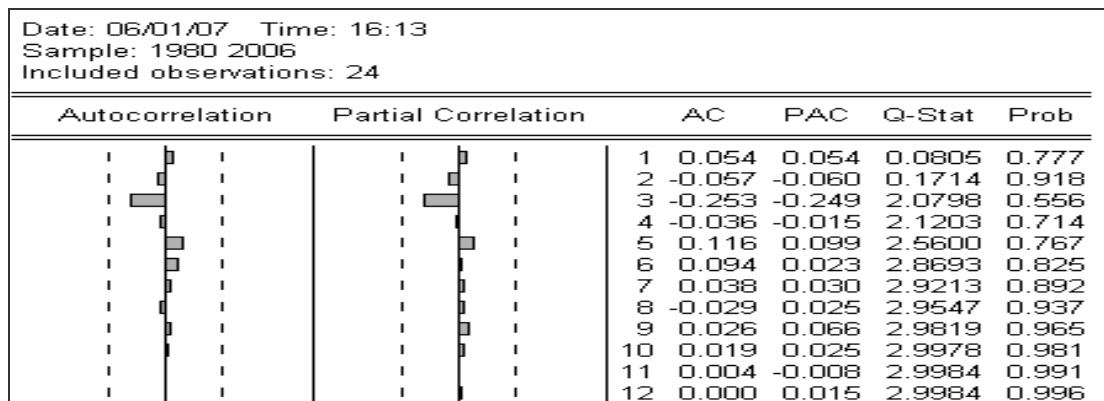 Date: 06/01/07 Time: 16:13
Sample: 1980 2006
Included observations: 24
Autocorrelation Partial Correlation AC PAC Q-Stat Prob
1 0.054 0.054 0.0805 0.777
2 -0.057 -0.060 0.1714 0.918
3 -0.253 -0.249 2.0798 0.556
4 -0.036 -0.015 2.1203 0.714
5 0.116 0.099 2.5600 0.767
6 0.094 0.023 2.8693 0.825
7 0.038 0.030 2.9213 0.892
8 -0.029 0.025 2.9547 0.937
9 0.026 0.066 2.9819 0.965
10 0.019 0.025 2.9978 0.981
11 0.004 -0.008 2.9984 0.991
12 0.000 0.015 2.9984 0.996